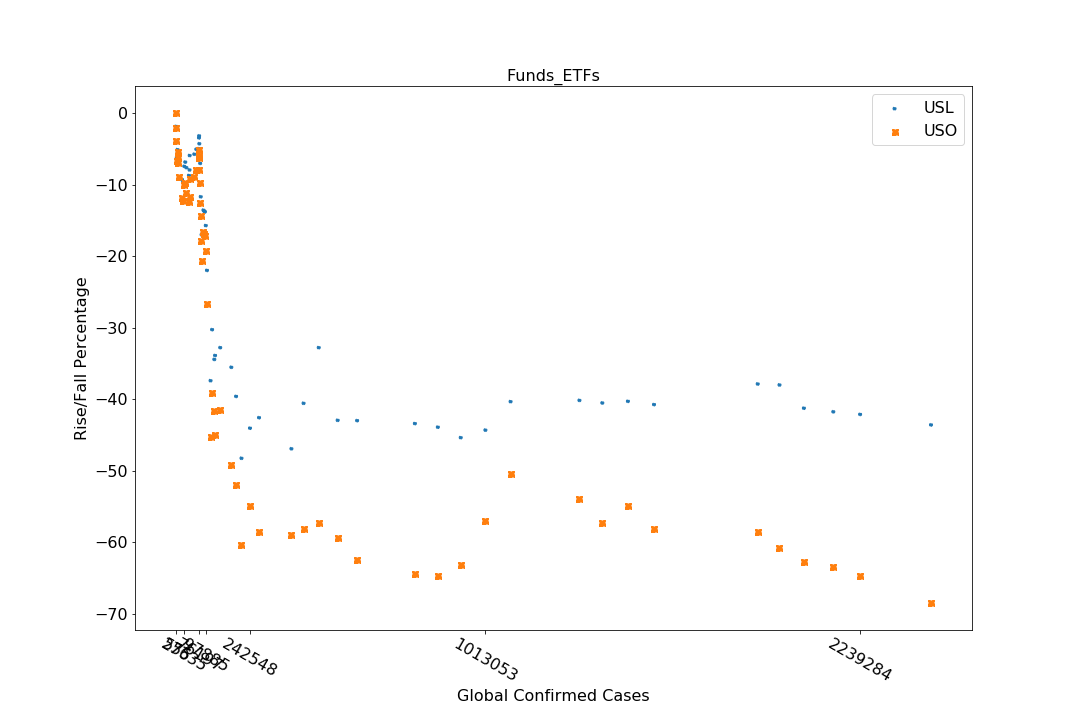 Funds_ETFs
USL
USO
0
−10
−20
−30
−40
−50
−60
−70
Rise/Fall Percentage
242548
1013053
2239284
Global Confirmed Cases